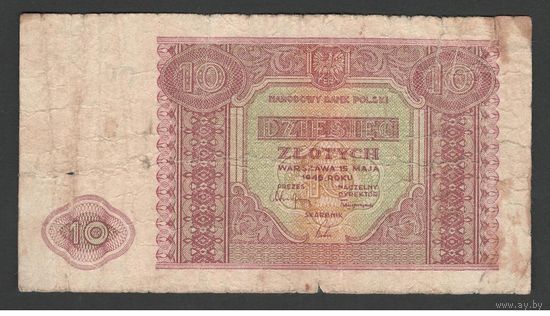 10 10
NARODOWY BANK POLSKI
DZIESIĘĆ
ZŁOTYCH
WARSZAWA 15 MAJA
1946 ROKU
PREZES NACZELNY
DYREKTOR
SKARBNIK
10
10
www.ay.by